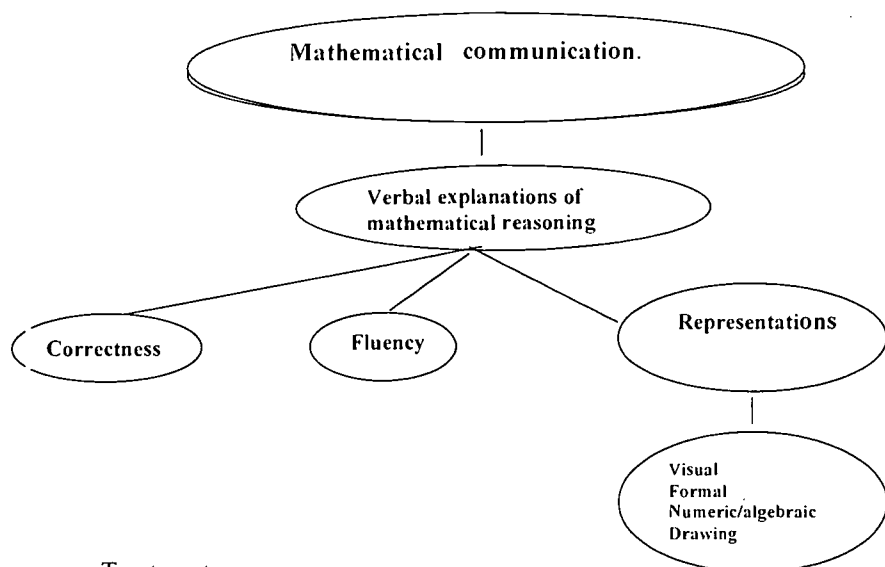 Mathematical communication.
Verbal explanations of
mathematical reasoning
Correctness
Fluency
Representations
Visual
Formal
Numeric/algebraic
Drawing